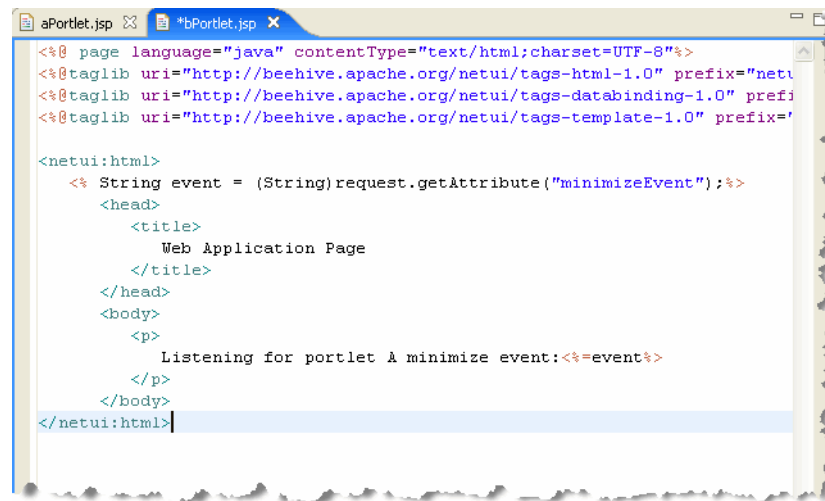 aPortlet.jsp *bPortlet.jsp
<%@ page language="java" contentType="text/html;charset=UTF-8"%>
<%@taglib uri="http://beehive.apache.org/netui/tags-html-1.0" prefix="netu
<%@taglib uri="http://beehive.apache.org/netui/tags-databinding-1.0" prefi
<%@taglib uri="http://beehive.apache.org/netui/tags-template-1.0" prefix="
<netui:html>
<% String event = (String)request.getAttribute("minimizeEvent");%>
<head>
<title>
Web Application Page
</title>
</head>
<body>
<p>
Listening for portlet A minimize event:<%=event%>
</p>
</body>
</netui:html>